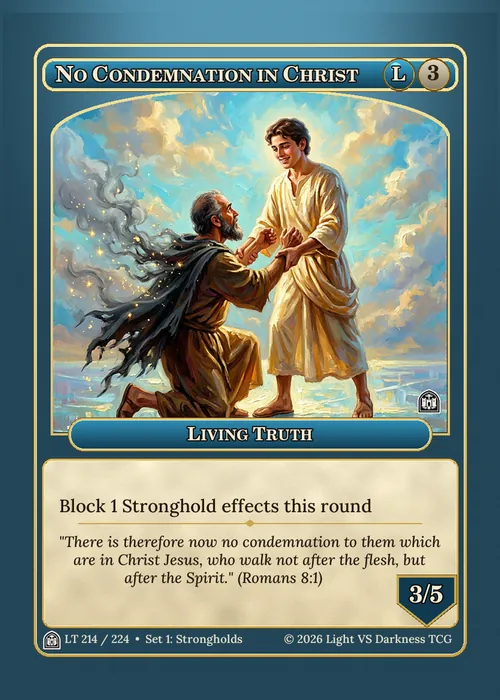 No Condemnation in Christ L 3
Living Truth
Block 1 Stronghold effects this round
"There is therefore now no condemnation to them which
are in Christ Jesus, who walk not after the flesh, but
after the Spirit." (Romans 8:1)
3/5
LT 214 / 224 • Set 1: Strongholds © 2026 Light VS Darkness TCG